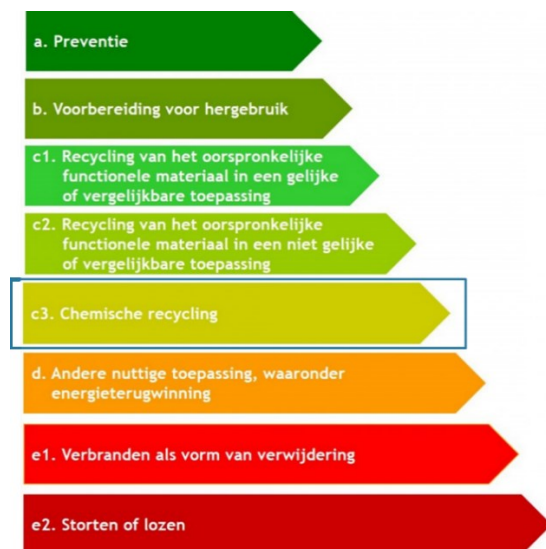 a. Preventie
b. Voorbereiding voor hergebruik
c1. Recycling van het oorspronkelijke
functionele materiaal in een gelijke
of vergelijkbare toepassing
c2. Recycling van het oorspronkelijke
functionele materiaal in een niet gelijke
of vergelijkbare toepassing
c3. Chemische recycling
d. Andere nuttige toepassing, waaronder
energieterugwinning
e1. Verbranden als vorm van verwijdering
e2. Storten of lozen